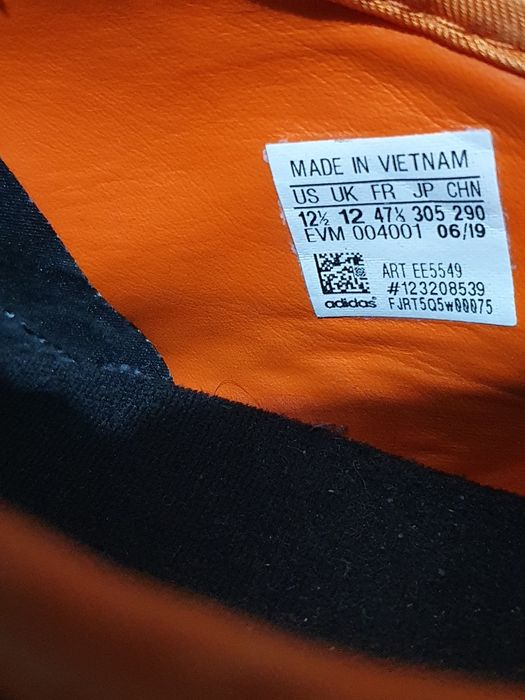 MADE IN VIETNAM
US UK FR JP CHN
12½ 12 47⅓ 305 290
EVM 004001 06/19
ART EE5549
#123208539
adidas FJRT5Q5W00075